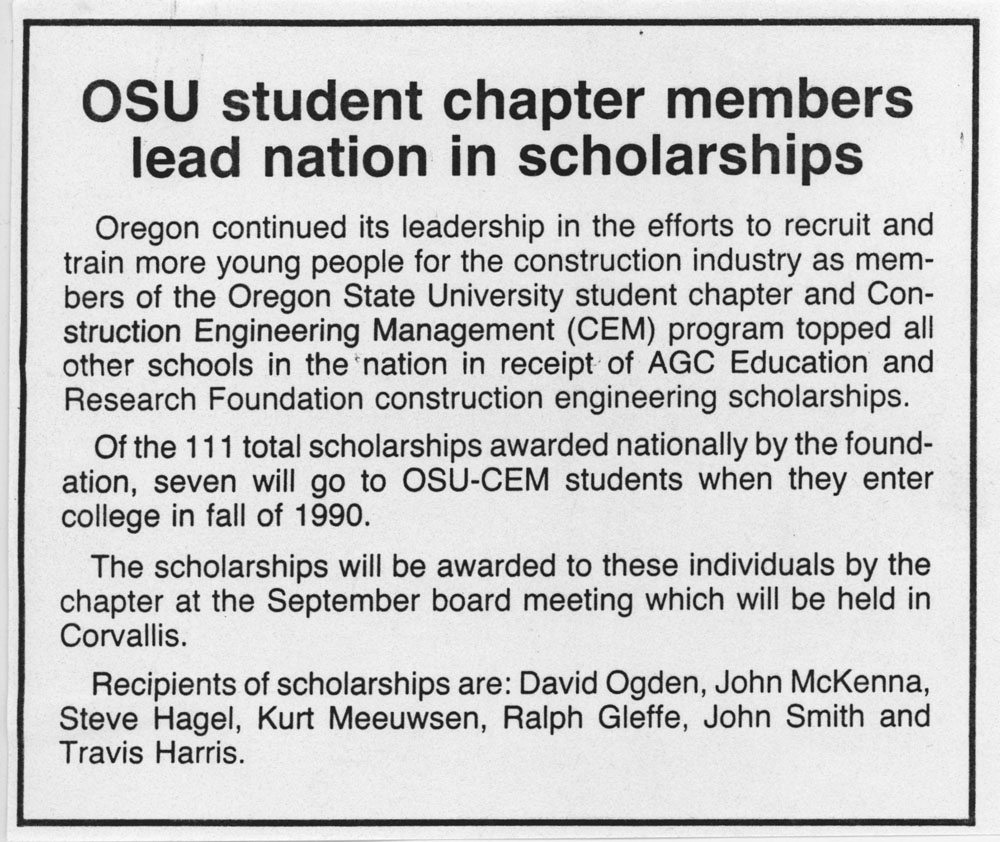 OSU student chapter members
lead nation in scholarships
Oregon continued its leadership in the efforts to recruit and
train more young people for the construction industry as mem-
bers of the Oregon State University student chapter and Con-
struction Engineering Management (CEM) program topped all
other schools in the nation in receipt of AGC Education and
Research Foundation construction engineering scholarships.
Of the 111 total scholarships awarded nationally by the found-
ation, seven will go to OSU-CEM students when they enter
college in fall of 1990.
The scholarships will be awarded to these individuals by the
chapter at the September board meeting which will be held in
Corvallis.
Recipients of scholarships are: David Ogden, John McKenna,
Steve Hagel, Kurt Meeuwsen, Ralph Gleffe, John Smith and
Travis Harris.